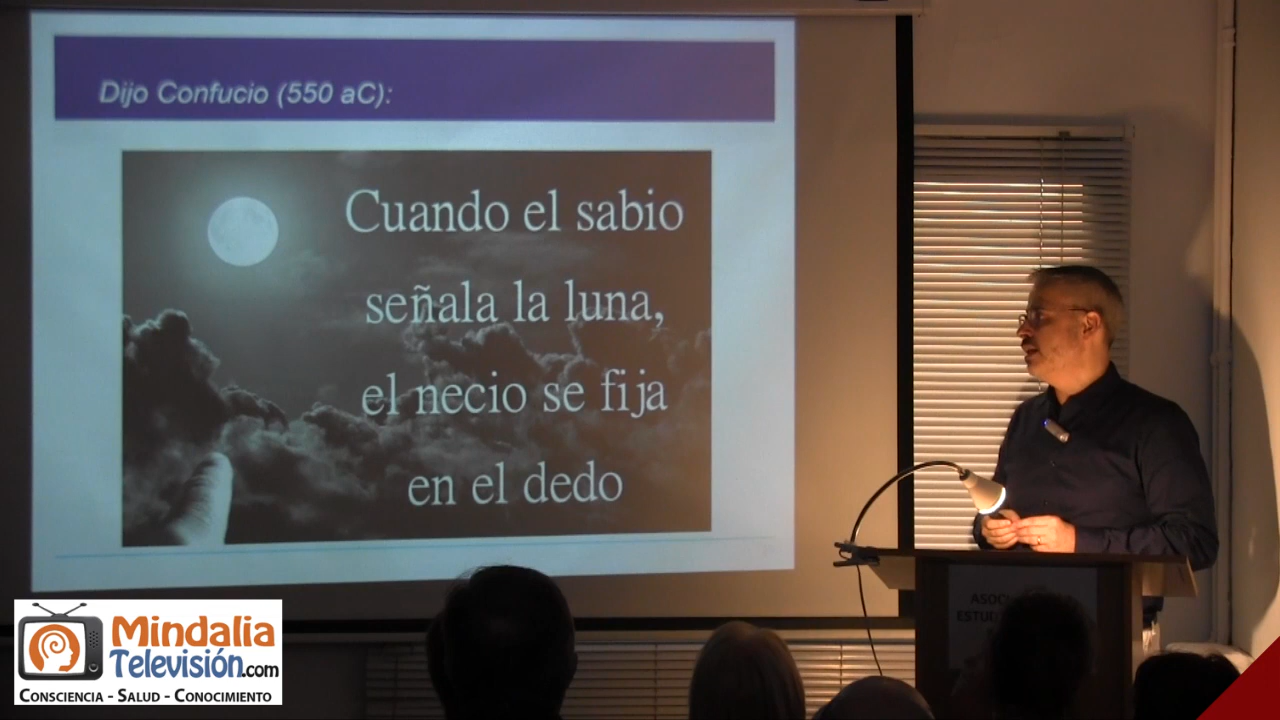 Dijo Confucio (550 aC):
Cuando el sabio
señala la luna,
el necio se fija
en el dedo
Mindalia
Televisión.com
Consciencia - Salud - Conocimiento